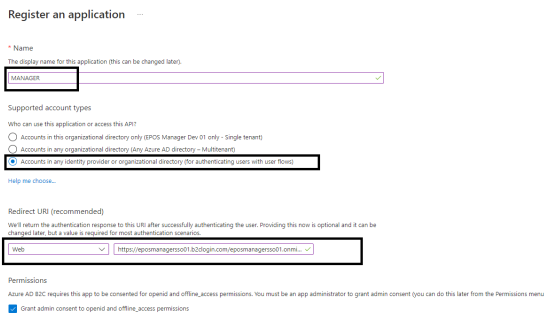 Register an application ...
* Name
The display name for this application (this can be changed later).
MANAGER
Supported account types
Who can use this application or access this API?
Accounts in this organizational directory only (EPOS Manager Dev 01 only - Single tenant)
Accounts in any organizational directory (Any Azure AD directory – Multitenant)
Accounts in any identity provider or organizational directory (for authenticating users with user flows)
Help me choose...
Redirect URI (recommended)
We'll return the authentication response to this URI after successfully authenticating the user. Providing this now is optional and it can be
changed later, but a value is required for most authentication scenarios.
Web https://eposmanagersso01.b2clogin.com/eposmanagersso01.onmi...
Permissions
Azure AD B2C requires this app to be consented for openid and offline_access permissions. You must be an app administrator to grant admin consent (you can do this later from the Permissions menu
Grant admin consent to openid and offline_access permissions